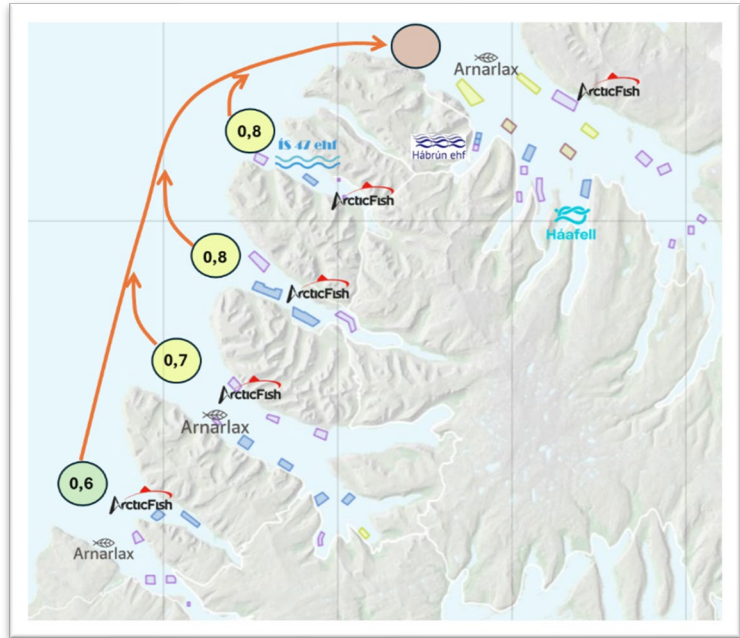 Arnarlax
ArcticFish
0,8
ÍS 47 ehf
Hábrún ehf
ArcticFish
Háafell
0,8
ArcticFish
0,7
ArcticFish
Arnarlax
0,6
ArcticFish
Arnarlax